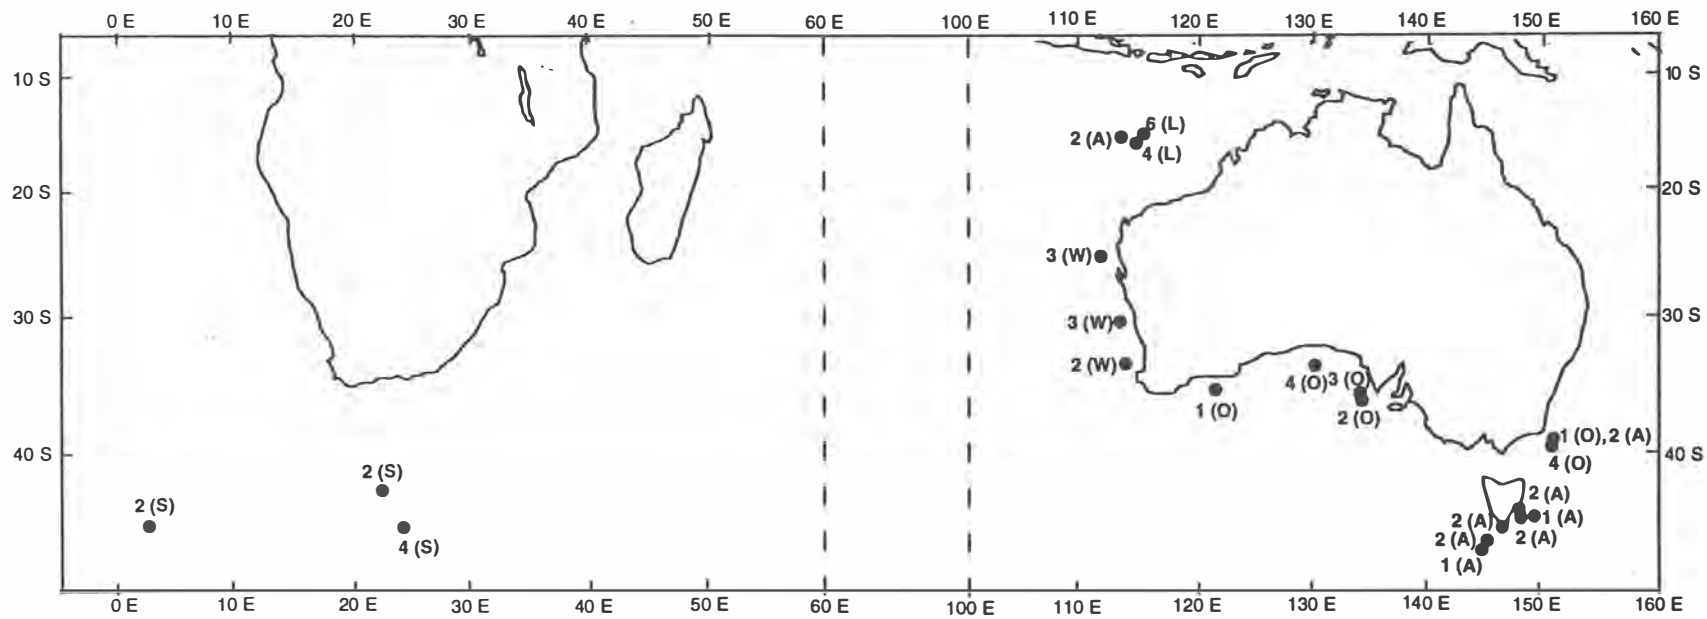 0 E 10 E 20 E 30 E 40 E 50 E 60 E 100 E 110 E 120 E 130 E 140 E 150 E 160 E
10 S 10 S
6 (L)
2 (A)
4 (L)
20 S 20 S
3 (W)
30 S 3 (W) 30 S
2 (W)
4 (O) 3 (O)
1 (O) 2 (O)
1 (O), 2 (A)
40 S 40 S
4 (O)
2 (S)
2 (S) 2 (A)
2 (A) 1 (A)
4 (S) 2 (A) 2 (A)
1 (A)
0 E 10 E 20 E 30 E 40 E 50 E 60 E 100 E 110 E 120 E 130 E 140 E 150 E 160 E